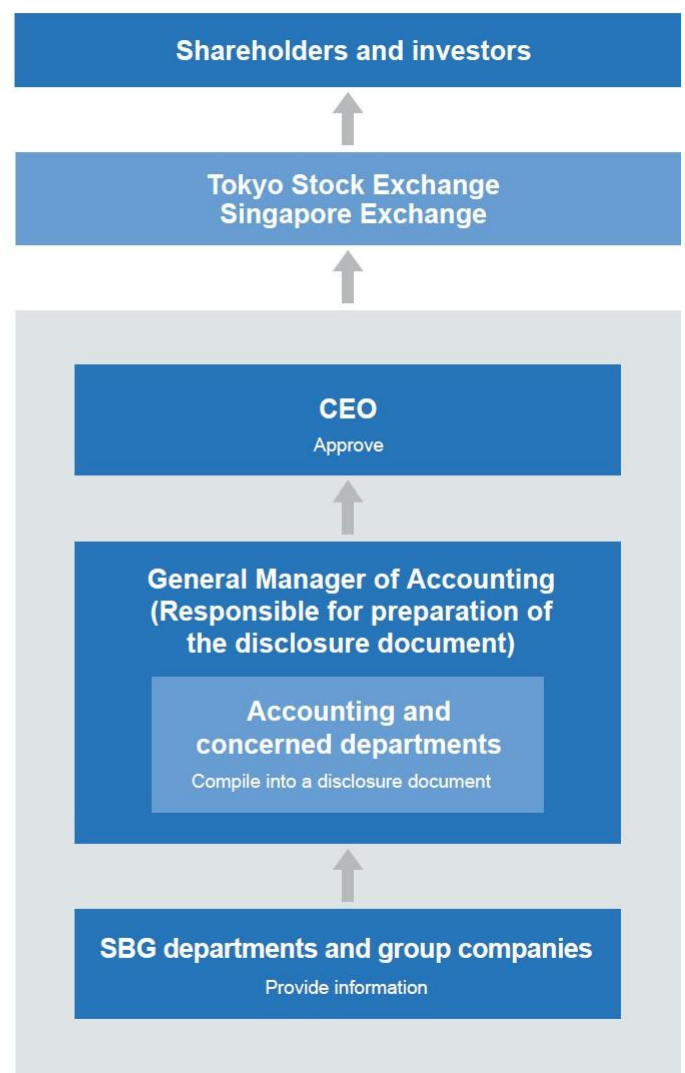 Shareholders and investors
Tokyo Stock Exchange
Singapore Exchange
CEO
Approve
General Manager of Accounting
(Responsible for preparation of
the disclosure document)
Accounting and
concerned departments
Compile into a disclosure document
SBG departments and group companies
Provide information